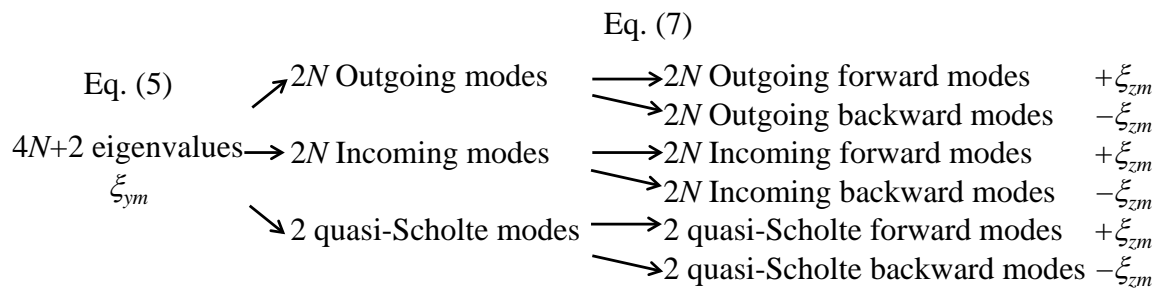 Eq. (7)
Eq. (5)
2N Outgoing modes
2N Outgoing forward modes +ξzm
2N Outgoing backward modes −ξzm
4N+2 eigenvalues
ξym
2N Incoming modes
2N Incoming forward modes +ξzm
2N Incoming backward modes −ξzm
2 quasi-Scholte modes
2 quasi-Scholte forward modes +ξzm
2 quasi-Scholte backward modes −ξzm